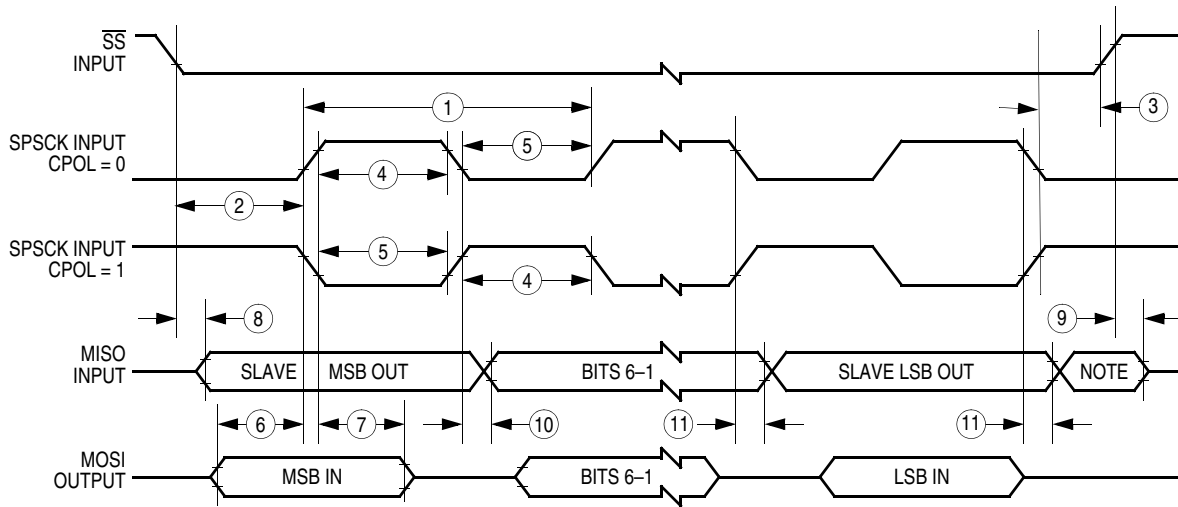 SS
INPUT
1
3
SPSCK INPUT
CPOL = 0
5
4
2
SPSCK INPUT
CPOL = 1
5
4
8
9
MISO
INPUT
SLAVE MSB OUT
BITS 6–1
SLAVE LSB OUT
NOTE
6
7
10
11
11
MOSI
OUTPUT
MSB IN
BITS 6–1
LSB IN